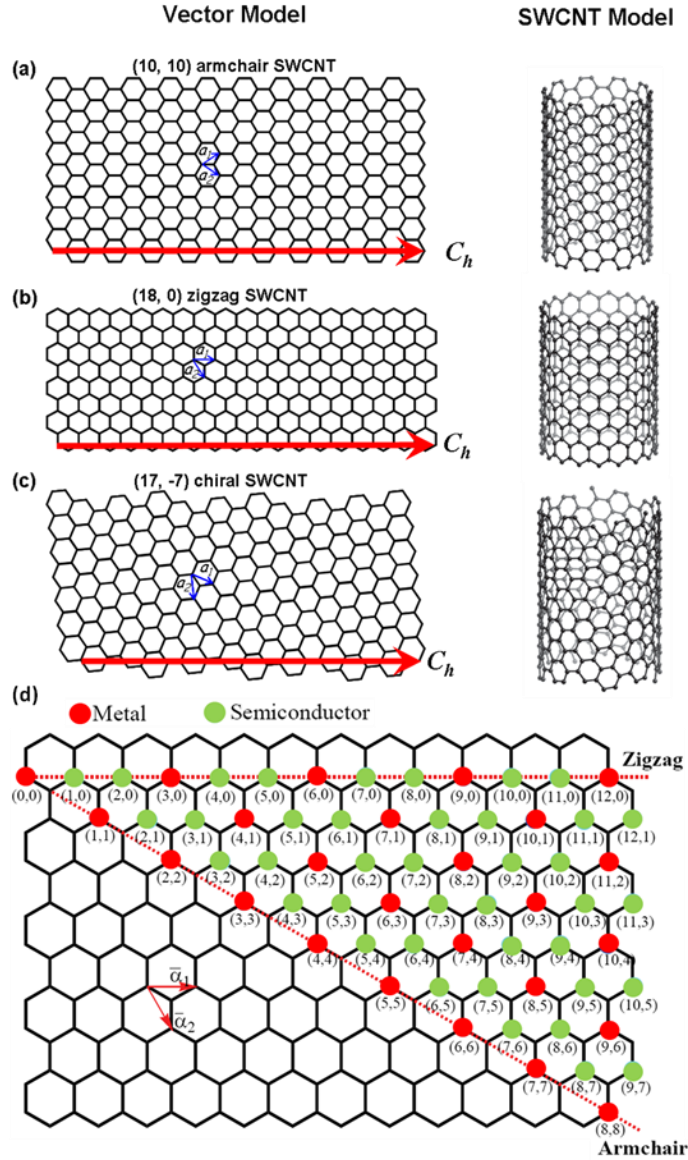 Vector Model
SWCNT Model
(a)
(10, 10) armchair SWCNT
a1
a2
Ch
(b)
(18, 0) zigzag SWCNT
a1
a2
Ch
(c)
(17, -7) chiral SWCNT
a1
a2
Ch
(d)
Metal
Semiconductor
Zigzag
(0,0) (1,0) (2,0) (3,0) (4,0) (5,0) (6,0) (7,0) (8,0) (9,0) (10,0) (11,0) (12,0)
(1,1) (2,1) (3,1) (4,1) (5,1) (6,1) (7,1) (8,1) (9,1) (10,1) (11,1) (12,1)
(2,2) (3,2) (4,2) (5,2) (6,2) (7,2) (8,2) (9,2) (10,2) (11,2)
(3,3) (4,3) (5,3) (6,3) (7,3) (8,3) (9,3) (10,3) (11,3)
(4,4) (5,4) (6,4) (7,4) (8,4) (9,4) (10,4)
ᾱ1
(5,5) (6,5) (7,5) (8,5) (9,5) (10,5)
ᾱ2
(6,6) (7,6) (8,6) (9,6)
(7,7) (8,7) (9,7)
(8,8)
Armchair